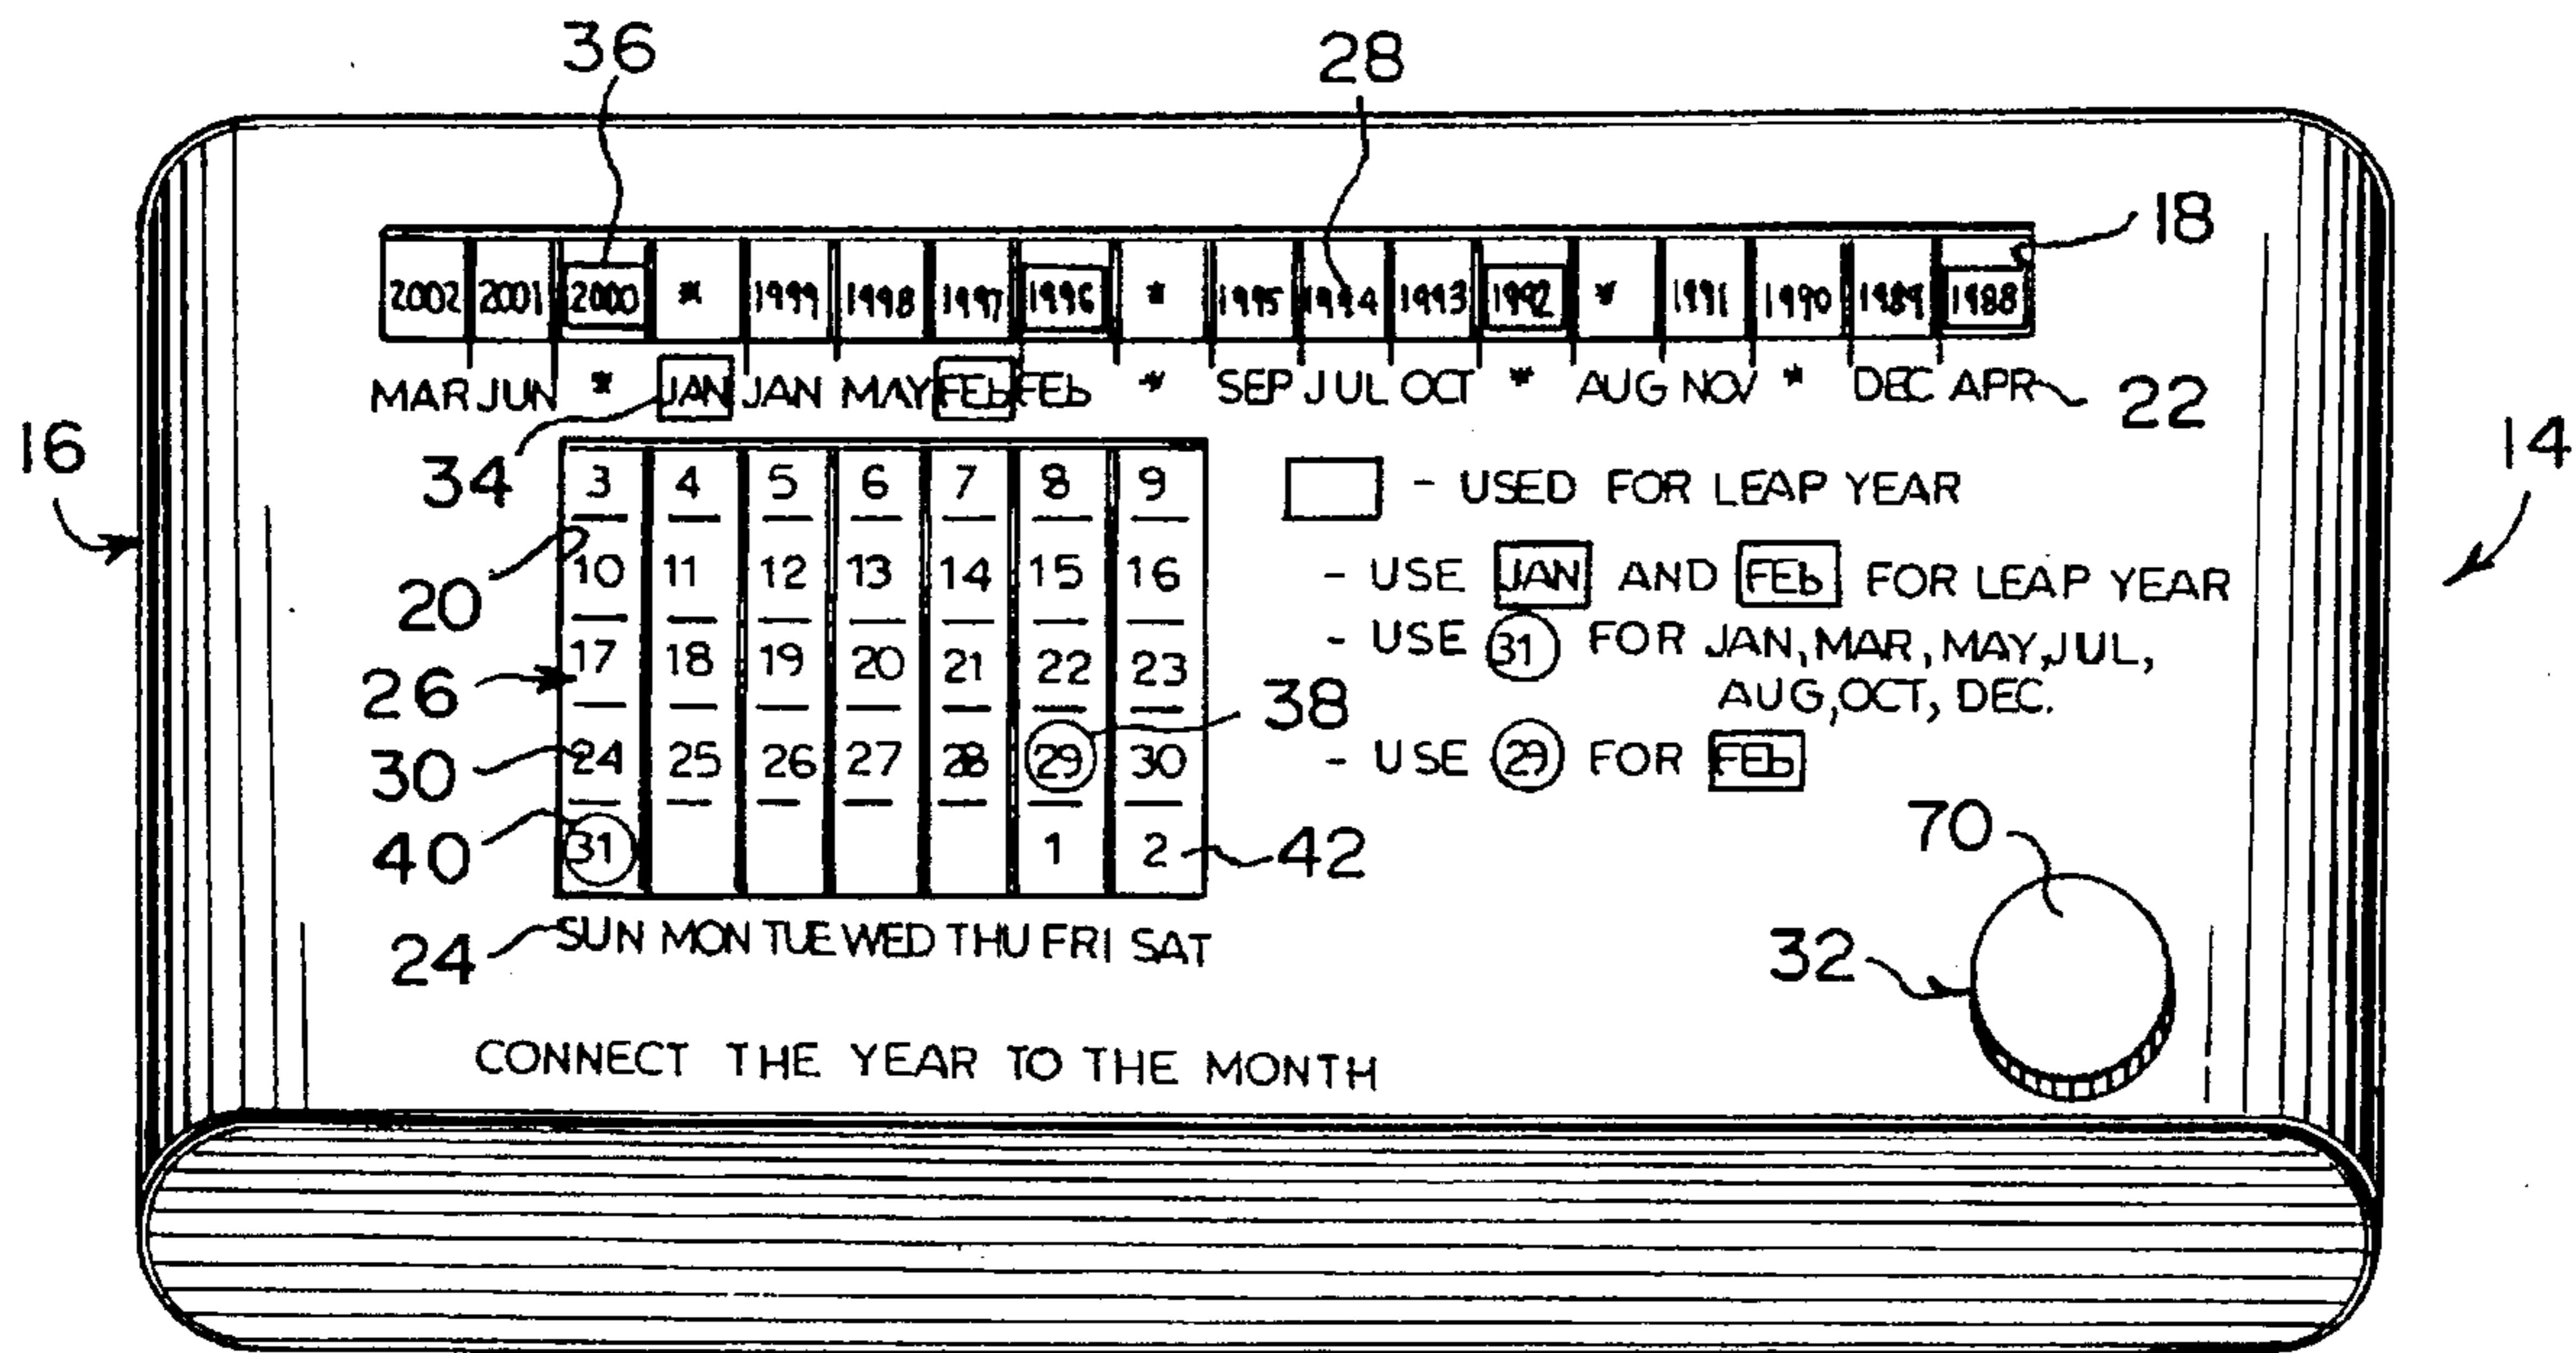 36 28
18
2002 2001 2000 * 1999 1998 1997 1996 * 1995 1994 1993 1992 * 1991 1990 1989 1988
MAR JUN * JAN JAN MAY FEb FEb * SEP JUL OCT * AUG NOV * DEC APR 22
16 34 3 4 5 6 7 8 9 - USED FOR LEAP YEAR 14
20 10 11 12 13 14 15 16 - USE JAN AND FEb FOR LEAP YEAR
26 17 18 19 20 21 22 23 38 - USE 31 FOR JAN, MAR, MAY, JUL,
AUG, OCT, DEC.
30 24 25 26 27 28 29 30 - USE 29 FOR FEb
40 31 1 2 42 70
24 SUN MON TUE WED THU FRI SAT 32
CONNECT THE YEAR TO THE MONTH